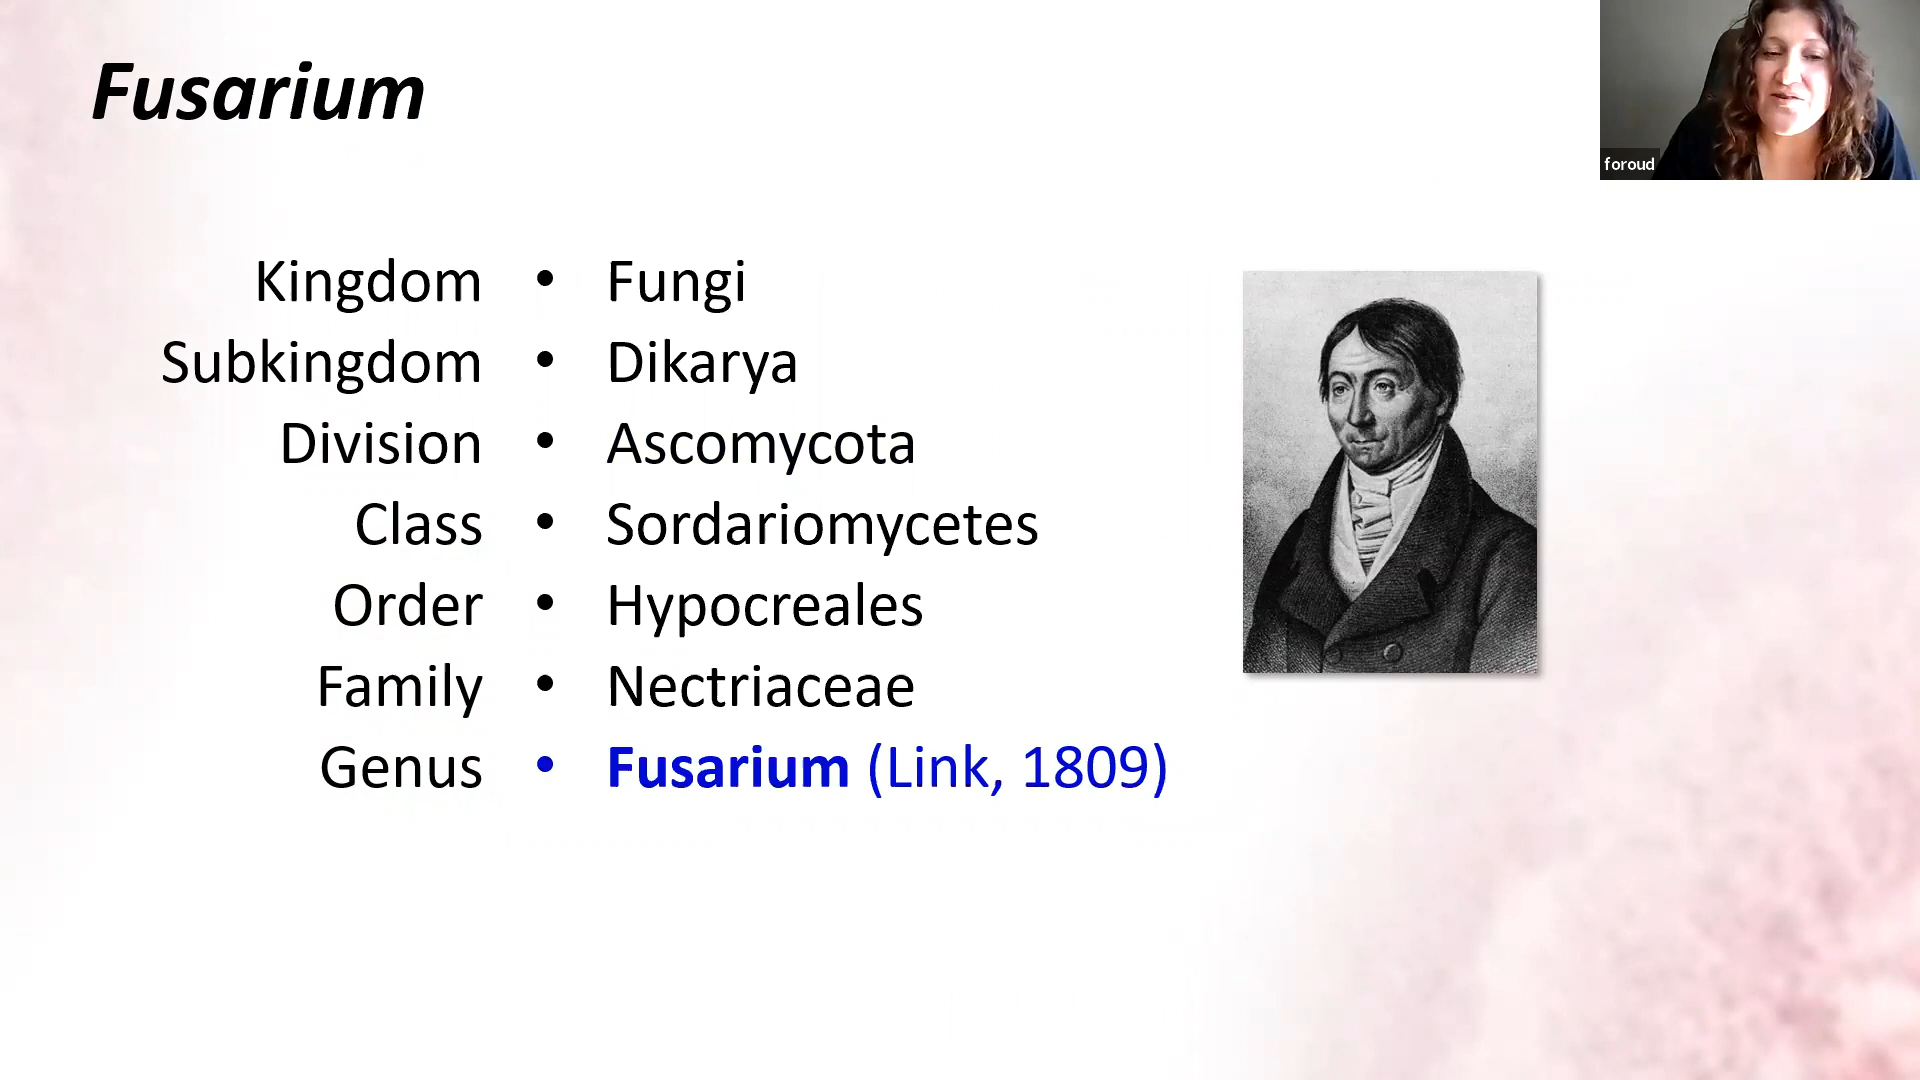 Fusarium
foroud
Kingdom • Fungi
Subkingdom • Dikarya
Division • Ascomycota
Class • Sordariomycetes
Order • Hypocreales
Family • Nectriaceae
Genus • Fusarium (Link, 1809)